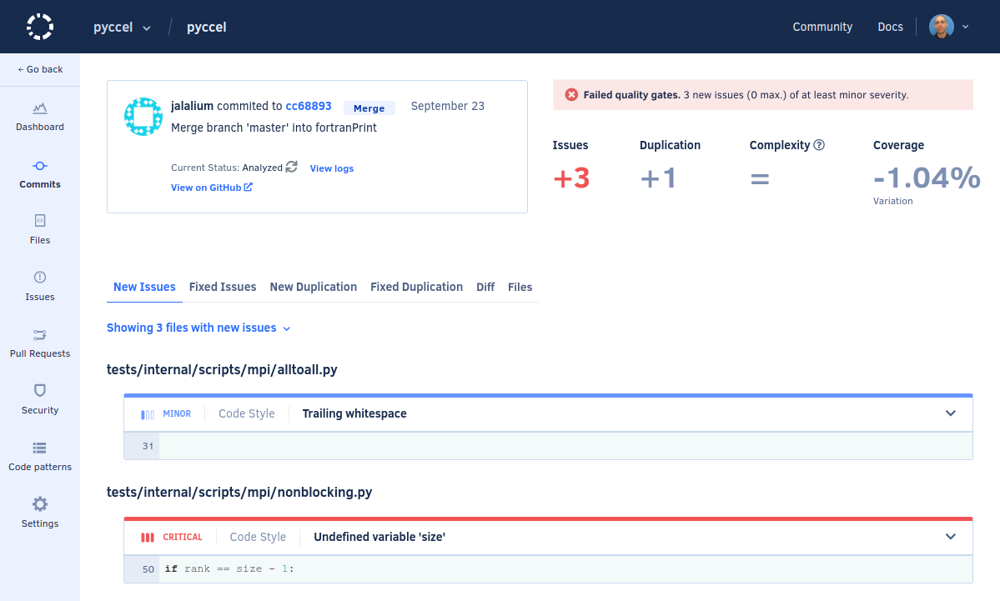 pyccel / pyccel Community Docs
← Go back
Dashboard
Commits
Files
Issues
Pull Requests
Security
Code patterns
Settings
jalalium commited to cc68893 Merge September 23
Merge branch 'master' into fortranPrint
Current Status: Analyzed View logs
View on GitHub
Failed quality gates. 3 new issues (0 max.) of at least minor severity.
Issues Duplication Complexity ? Coverage
+3 +1 = -1.04%
Variation
New Issues Fixed Issues New Duplication Fixed Duplication Diff Files
Showing 3 files with new issues
tests/internal/scripts/mpi/alltoall.py
MINOR Code Style Trailing whitespace
31
tests/internal/scripts/mpi/nonblocking.py
CRITICAL Code Style Undefined variable 'size'
50 if rank == size - 1: